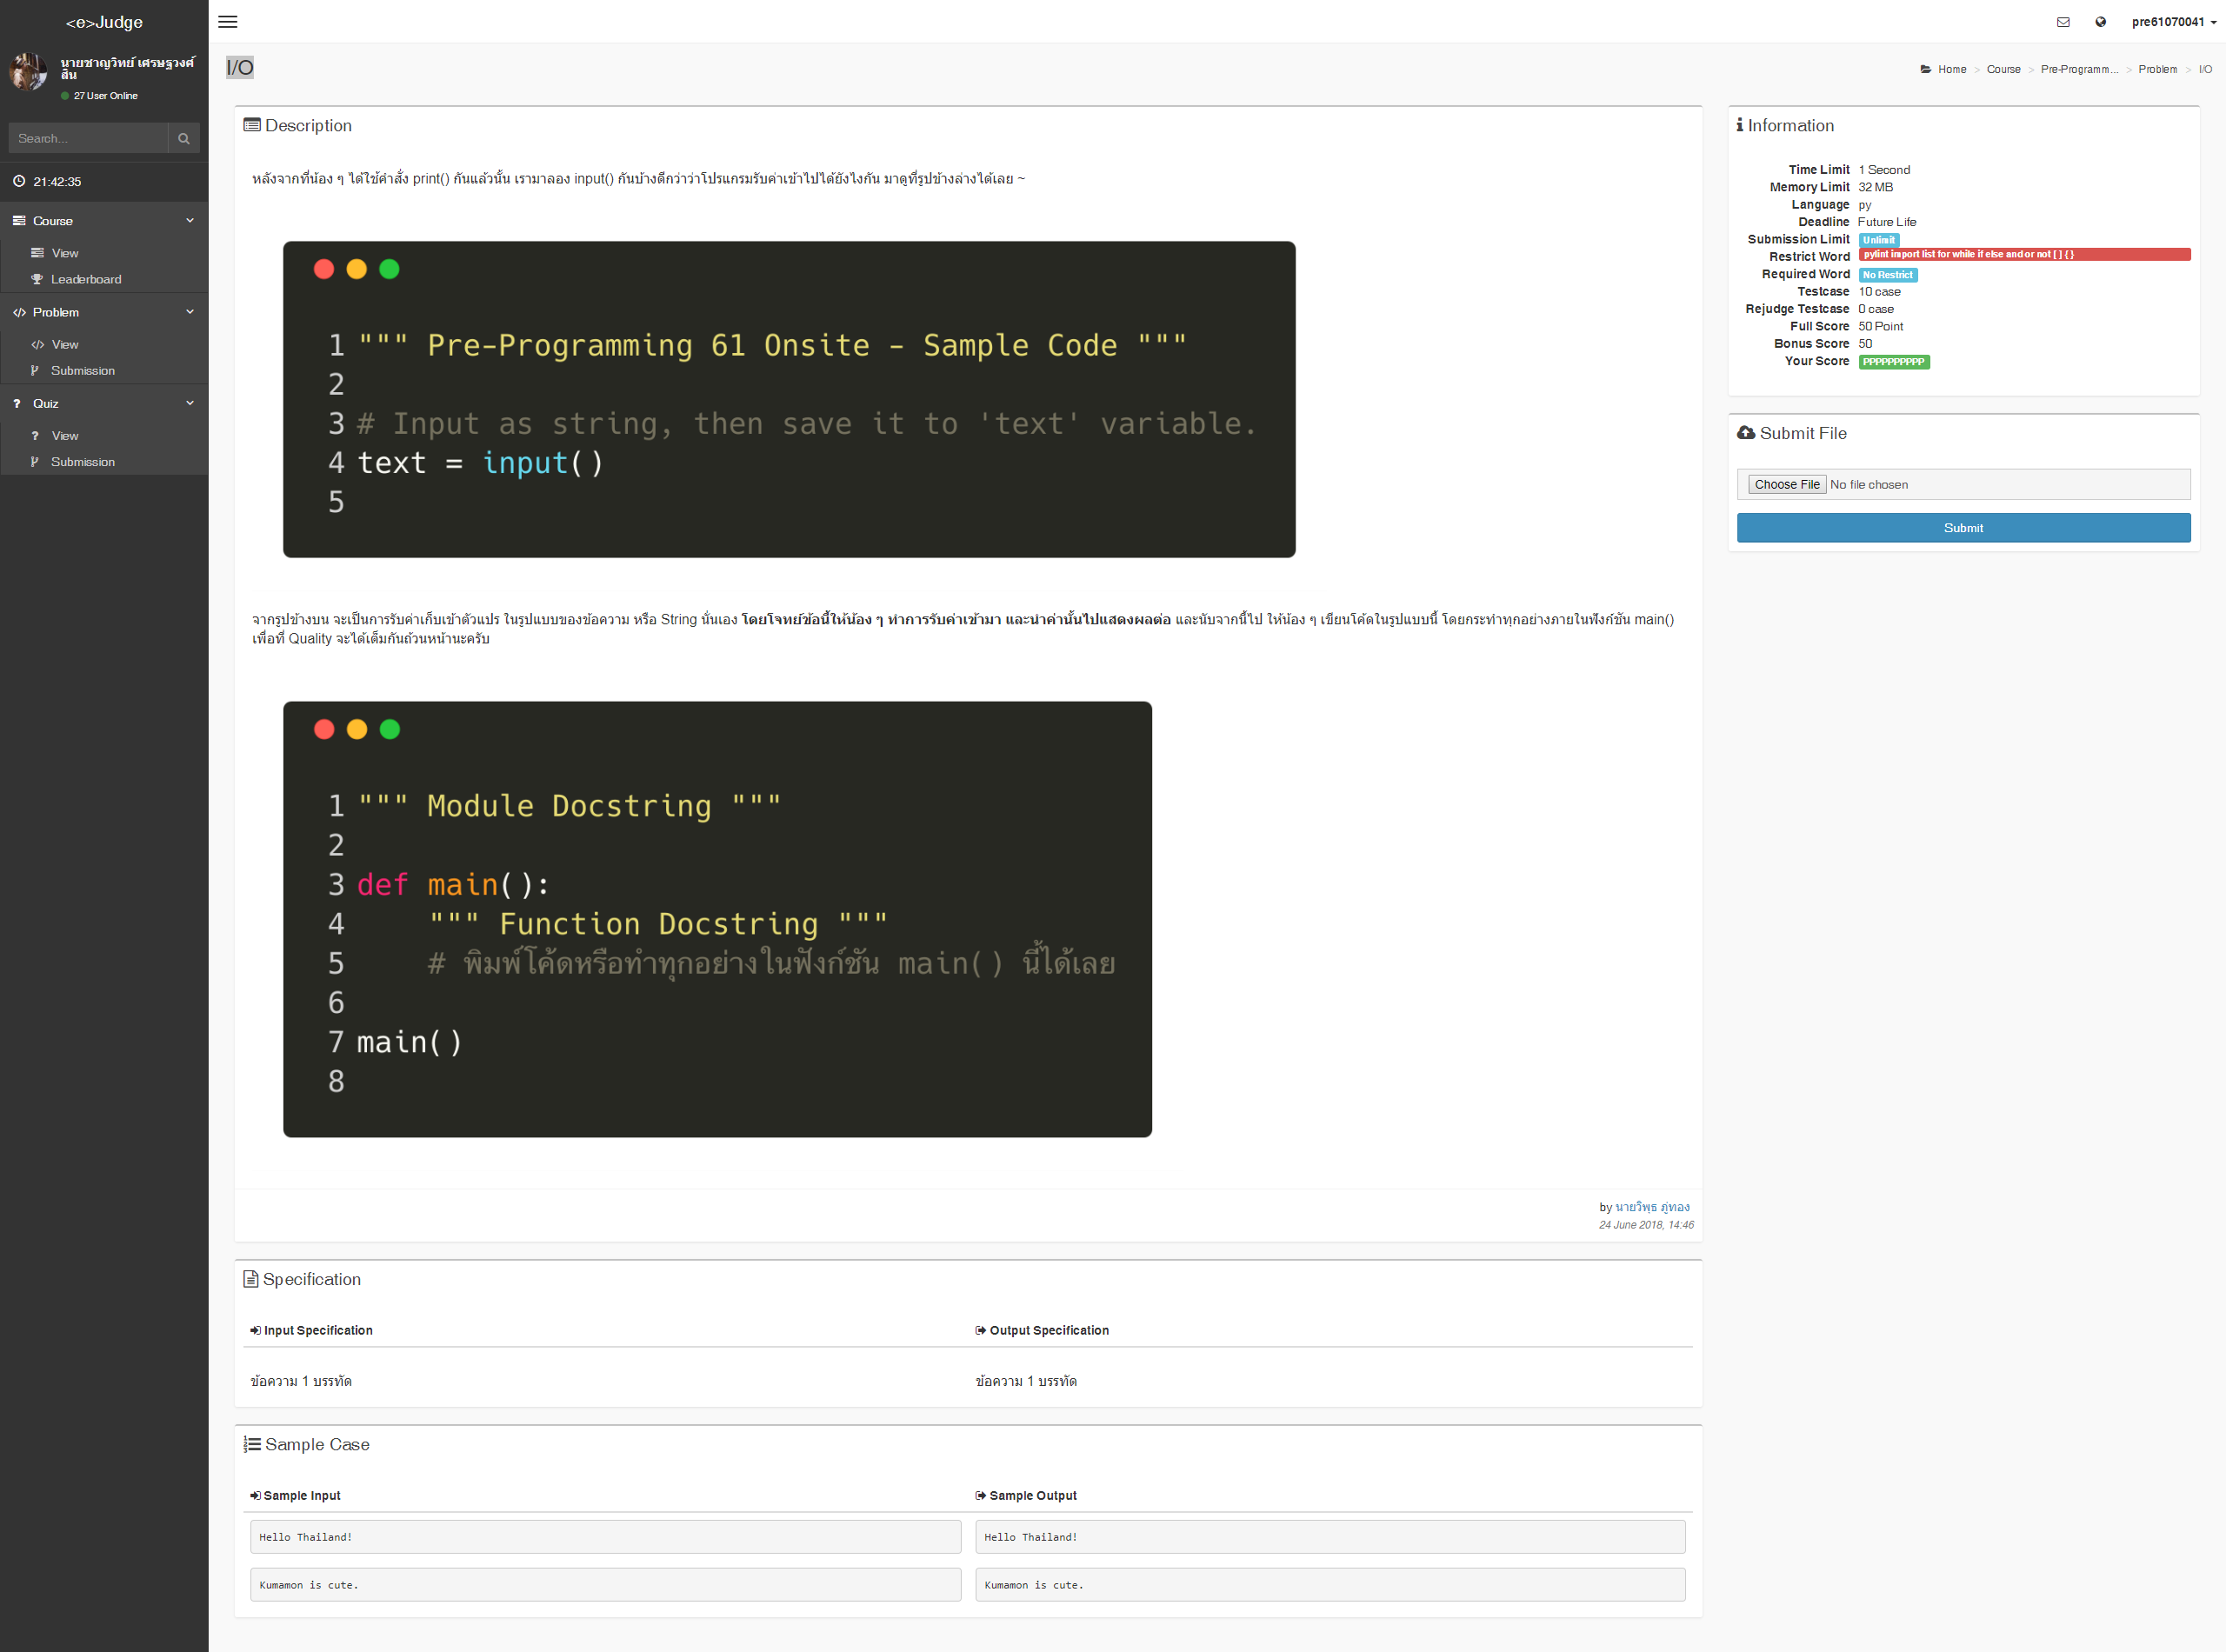 <e>Judge
นายชาญวิทย์ เศรษฐวงศ์
สิน
27 User Online
Search...
21:42:35
Course
View
Leaderboard
Problem
View
Submission
Quiz
View
Submission
pre61070041
I/O
Home > Course > Pre-Programm... > Problem > I/O
Description
หลังจากที่น้อง ๆ ได้ใช้คำสั่ง print() กันแล้วนั้น เรามาลอง input() กันบ้างดีกว่าว่าโปรแกรมรับค่าเข้าไปได้ยังไงกัน มาดูที่รูปข้างล่างได้เลย ~
1 """ Pre-Programming 61 Onsite - Sample Code """
2
3 # Input as string, then save it to 'text' variable.
4 text = input()
5
จากรูปข้างบน จะเป็นการรับค่าเก็บเข้าตัวแปร ในรูปแบบของข้อความ หรือ String นั่นเอง โดยโจทย์ข้อนี้ให้น้อง ๆ ทำการรับค่าเข้ามา และนำค่านั้นไปแสดงผลต่อ และนับจากนี้ไป ให้น้อง ๆ เขียนโค้ดในรูปแบบนี้ โดยกระทำทุกอย่างภายในฟังก์ชัน main()
เพื่อที่ Quality จะได้เต็มกันถ้วนหน้านะครับ
1 """ Module Docstring """
2
3 def main():
4     """ Function Docstring """
5     # พิมพ์โค้ดหรือทำทุกอย่างในฟังก์ชัน main() นี้ได้เลย
6
7 main()
8
by นายวิพุธ ภู่ทอง
24 June 2018, 14:46
Specification
Input Specification
Output Specification
ข้อความ 1 บรรทัด
ข้อความ 1 บรรทัด
Sample Case
Sample Input
Sample Output
Hello Thailand!
Hello Thailand!
Kumamon is cute.
Kumamon is cute.
Information
Time Limit 1 Second
Memory Limit 32 MB
Language py
Deadline Future Life
Submission Limit Unlimit
Restrict Word pylint import list for while if else and or not [ ] { }
Required Word No Restrict
Testcase 10 case
Rejudge Testcase 0 case
Full Score 50 Point
Bonus Score 50
Your Score PPPPPPPPPP
Submit File
Choose File No file chosen
Submit